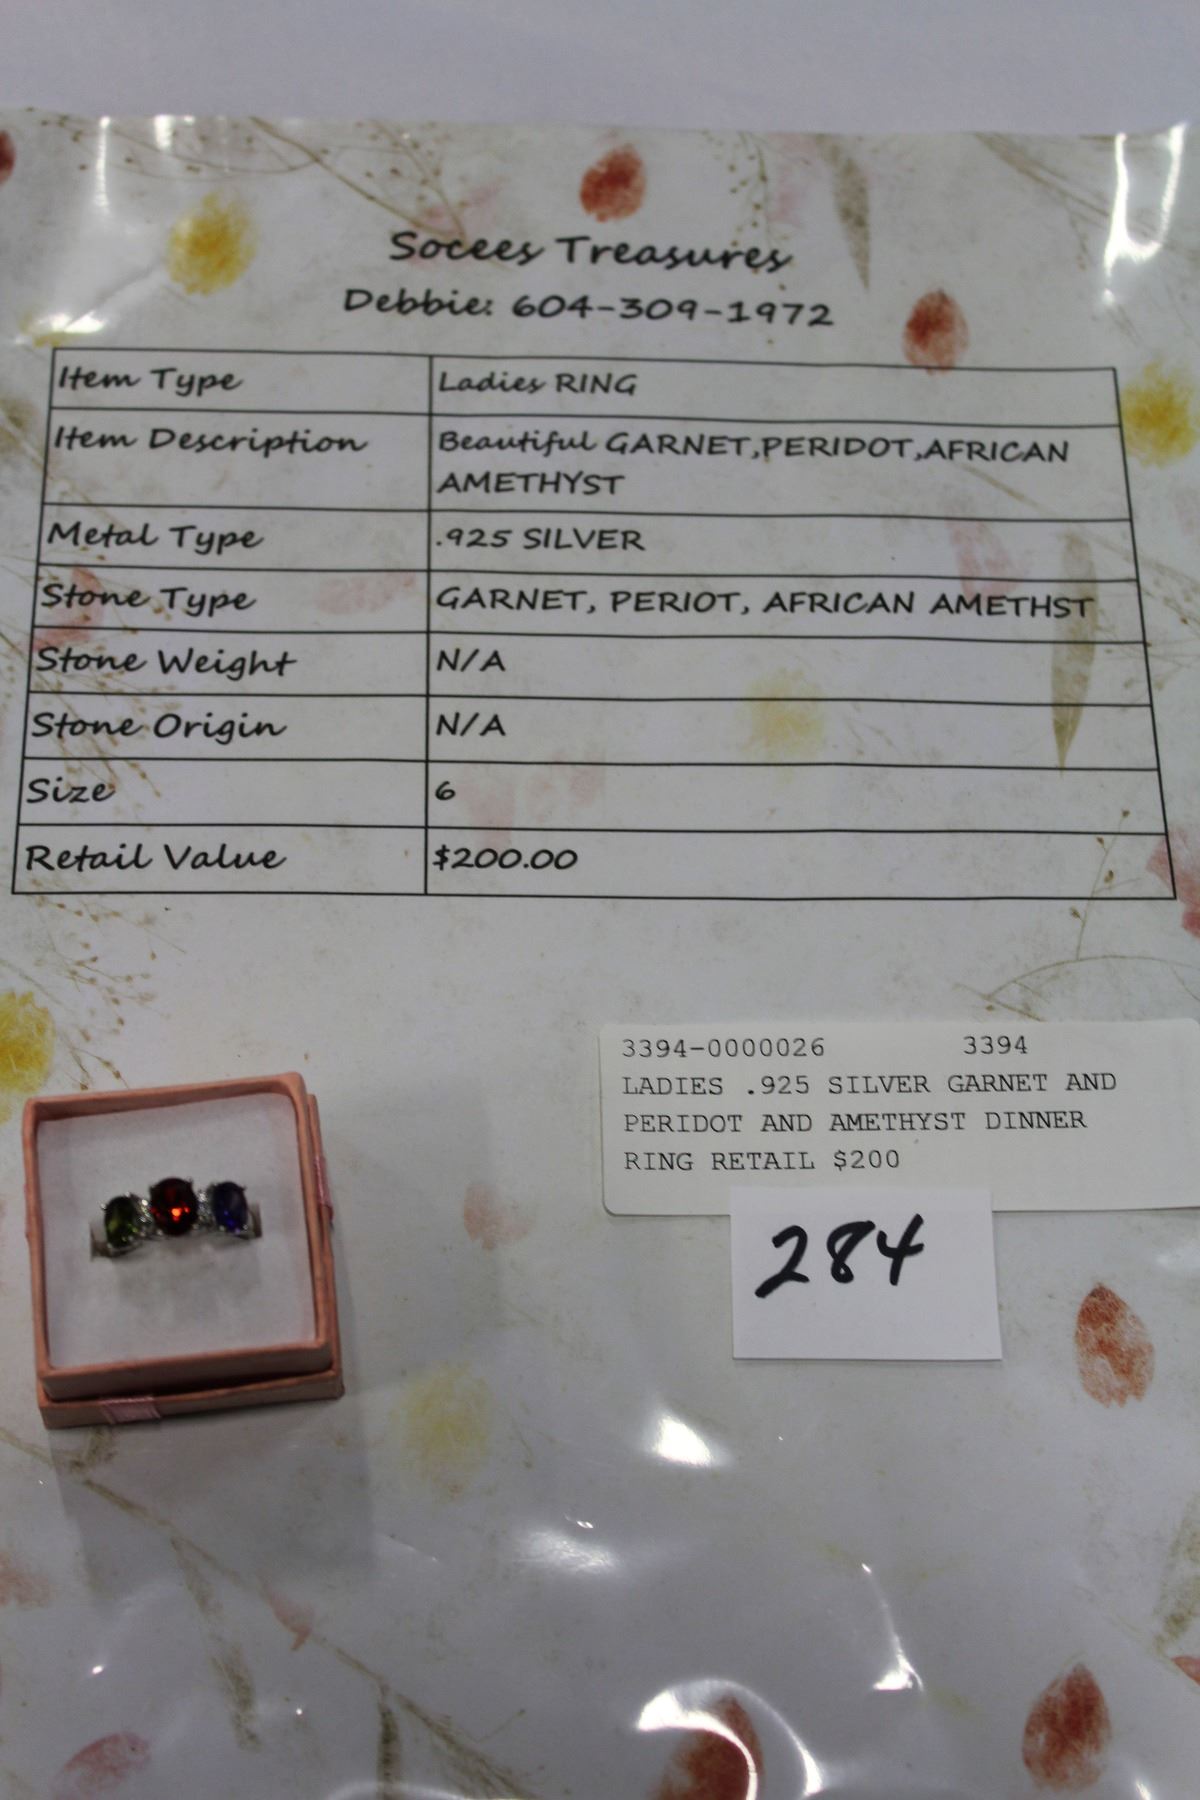 Socees Treasures
Debbie: 604-309-1972
Item Type Ladies RING
Item Description Beautiful GARNET,PERIDOT,AFRICAN
AMETHYST
Metal Type .925 SILVER
Stone Type GARNET, PERIOT, AFRICAN AMETHST
Stone Weight N/A
Stone Origin N/A
Size 6
Retail Value $200.00
3394-0000026 3394
LADIES .925 SILVER GARNET AND
PERIDOT AND AMETHYST DINNER
RING RETAIL $200
284